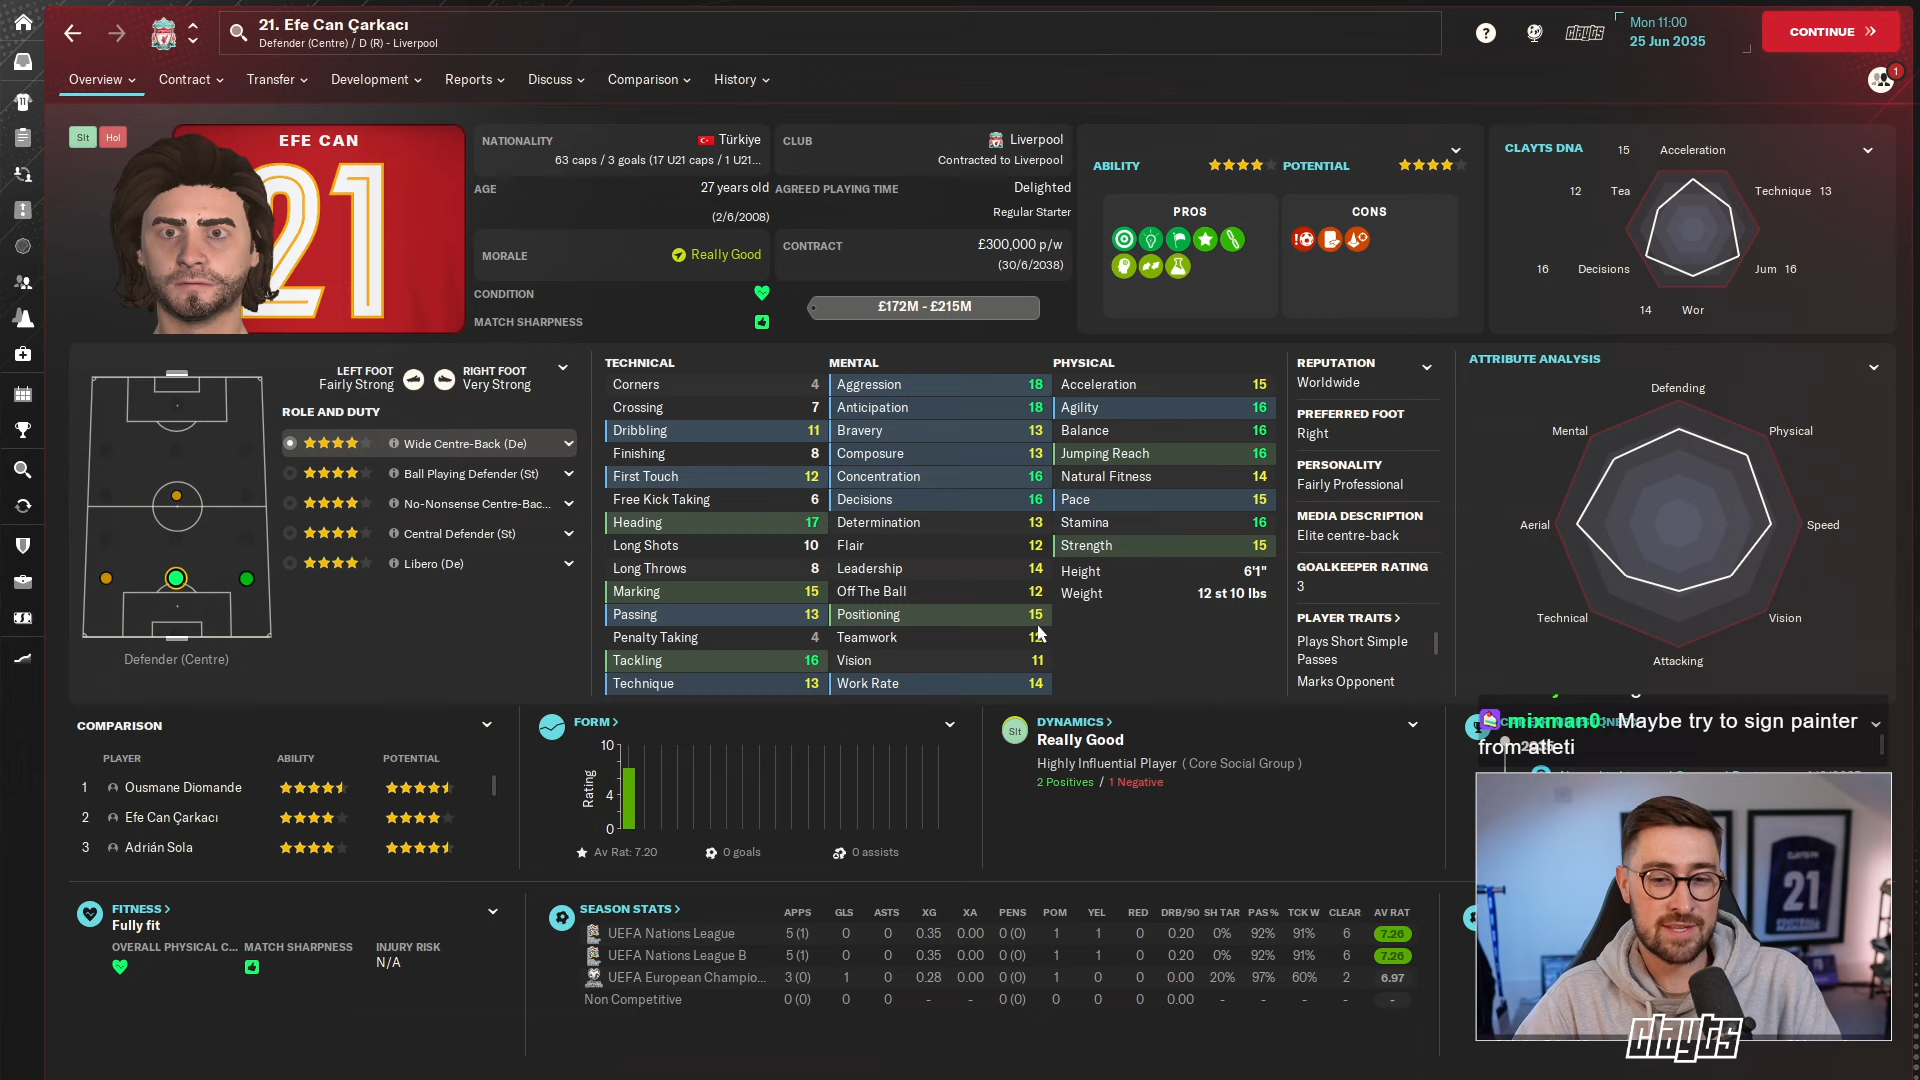 21. Efe Can Çarkacı
Defender (Centre) / D (R) - Liverpool
clayts
Mon 11:00
25 Jun 2035
CONTINUE
Overview
Contract
Transfer
Development
Reports
Discuss
Comparison
History
1
Slt
Hol
EFE CAN
21
NATIONALITY
Türkiye
63 caps / 3 goals (17 U21 caps / 1 U21...
AGE
27 years old
(2/6/2008)
MORALE
Really Good
CONDITION
MATCH SHARPNESS
CLUB
Liverpool
Contracted to Liverpool
AGREED PLAYING TIME
Delighted
Regular Starter
CONTRACT
£300,000 p/w
(30/6/2038)
£172M - £215M
ABILITY
POTENTIAL
PROS
CONS
CLAYTS DNA
15 Acceleration
12 Tea
Technique 13
16 Decisions
Jum 16
14 Wor
LEFT FOOT
Fairly Strong
RIGHT FOOT
Very Strong
ROLE AND DUTY
Wide Centre-Back (De)
Ball Playing Defender (St)
No-Nonsense Centre-Bac...
Central Defender (St)
Libero (De)
Defender (Centre)
TECHNICAL
Corners 4
Crossing 7
Dribbling 11
Finishing 8
First Touch 12
Free Kick Taking 6
Heading 17
Long Shots 10
Long Throws 8
Marking 15
Passing 13
Penalty Taking 4
Tackling 16
Technique 13
MENTAL
Aggression 18
Anticipation 18
Bravery 13
Composure 13
Concentration 16
Decisions 16
Determination 13
Flair 12
Leadership 14
Off The Ball 12
Positioning 15
Teamwork 12
Vision 11
Work Rate 14
PHYSICAL
Acceleration 15
Agility 16
Balance 16
Jumping Reach 16
Natural Fitness 14
Pace 15
Stamina 16
Strength 15
Height 6'1"
Weight 12 st 10 lbs
REPUTATION
Worldwide
PREFERRED FOOT
Right
PERSONALITY
Fairly Professional
MEDIA DESCRIPTION
Elite centre-back
GOALKEEPER RATING
3
PLAYER TRAITS
Plays Short Simple
Passes
Marks Opponent
ATTRIBUTE ANALYSIS
Defending
Mental
Physical
Aerial
Speed
Technical
Vision
Attacking
COMPARISON
PLAYER ABILITY POTENTIAL
1 Ousmane Diomande
2 Efe Can Çarkacı
3 Adrián Sola
FORM
Rating
10
4
0
Av Rat: 7.20
0 goals
0 assists
Slt
DYNAMICS
Really Good
Highly Influential Player ( Core Social Group )
2 Positives / 1 Negative
mixman0: Maybe try to sign painter
from atleti
FITNESS
Fully fit
OVERALL PHYSICAL C...
MATCH SHARPNESS
INJURY RISK
N/A
SEASON STATS
APPS GLS ASTS XG XA PENS POM YEL RED DRB/90 SH TAR PAS % TCK W CLEAR AV RAT
UEFA Nations League 5 (1) 0 0 0.35 0.00 0 (0) 1 1 0 0.20 0% 92% 91% 6 7.26
UEFA Nations League B 5 (1) 0 0 0.35 0.00 0 (0) 1 1 0 0.20 0% 92% 91% 6 7.26
UEFA European Champio... 3 (0) 1 0 0.28 0.00 0 (0) 1 0 0 0.00 20% 97% 60% 2 6.97
Non Competitive 0 (0) 0 0 - - 0 (0) 0 0 0 0.00 - - - - -
21
clayts